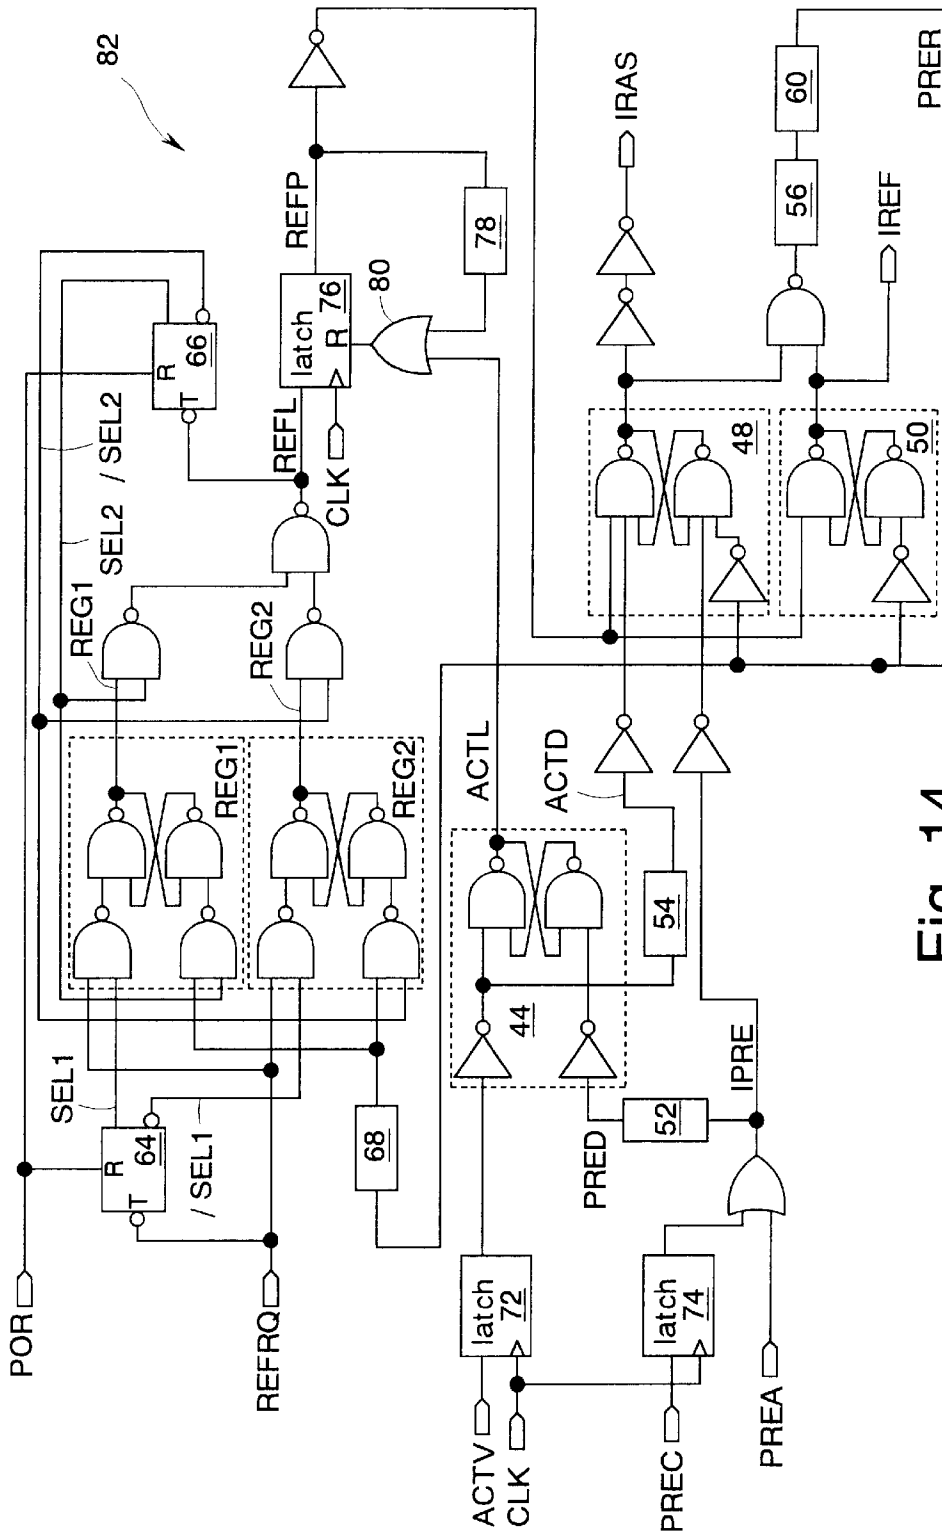 82
POR
SEL1
R
64
T
/ SEL1
REFRQ
68
REG1
REG2
REG1
REG2
SEL2
/ SEL2
R
66
T
REFL
CLK
latch
76
R
REFP
80
78
ACTV
CLK
latch
72
PREC
latch
74
PREA
IPRE
PRED
52
44
54
ACTL
ACTD
48
50
IRAS
IREF
56
60
PRER